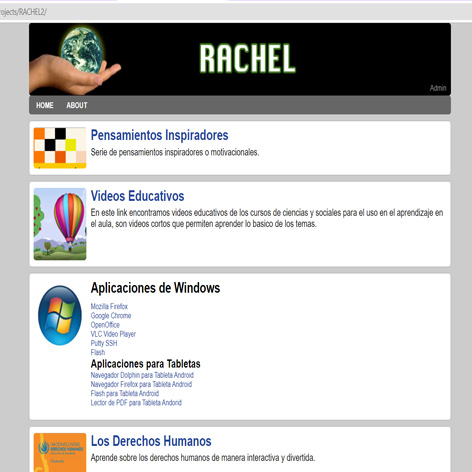 rojects/RACHEL2/
RACHEL
Admin
HOME ABOUT
Pensamientos Inspiradores
Serie de pensamientos inspiradores o motivacionales.
Videos Educativos
En este link encontramos videos educativos de los cursos de ciencias y sociales para el uso en el aprendizaje en
el aula, son videos cortos que permiten aprender lo basico de los temas.
Aplicaciones de Windows
Mozilla Firefox
Google Chrome
OpenOffice
VLC Video Player
Putty SSH
Flash
Aplicaciones para Tabletas
Navegador Dolphin para Tableta Android
Navegador Firefox para Tableta Android
Flash para Tableta Android
Lector de PDF para Tableta Andorid
Los Derechos Humanos
DERECHOS HUMANOS
Aprende sobre los derechos humanos de manera interactiva y divertida.